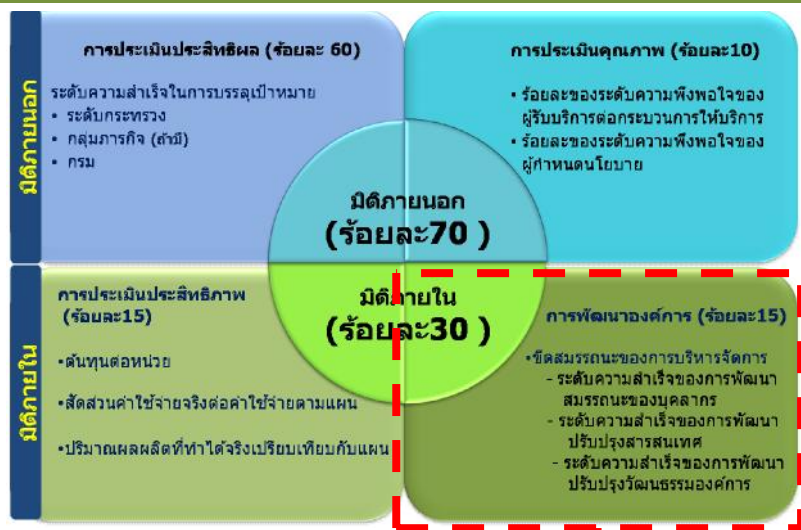 มิติภายนอก
การประเมินประสิทธิผล (ร้อยละ 60)
ระดับความสำเร็จในการบรรลุเป้าหมาย
• ระดับกระทรวง
• กลุ่มภารกิจ (ถ้ามี)
• กรม
การประเมินคุณภาพ (ร้อยละ10)
• ร้อยละของระดับความพึงพอใจของ
ผู้รับบริการต่อกระบวนการให้บริการ
• ร้อยละของระดับความพึงพอใจของ
ผู้กำหนดนโยบาย
มิติภายนอก
(ร้อยละ70 )
มิติภายใน
(ร้อยละ30 )
มิติภายใน
การประเมินประสิทธิภาพ
(ร้อยละ15)
•ต้นทุนต่อหน่วย
•สัดส่วนค่าใช้จ่ายจริงต่อค่าใช้จ่ายตามแผน
•ปริมาณผลผลิตที่ทำได้จริงเปรียบเทียบกับแผน
การพัฒนาองค์การ (ร้อยละ15)
•ขีดสมรรถนะของการบริหารจัดการ
- ระดับความสำเร็จของการพัฒนา
สมรรถนะของบุคลากร
- ระดับความสำเร็จของการพัฒนา
ปรับปรุงสารสนเทศ
- ระดับความสำเร็จของการพัฒนา
ปรับปรุงวัฒนธรรมองค์การ